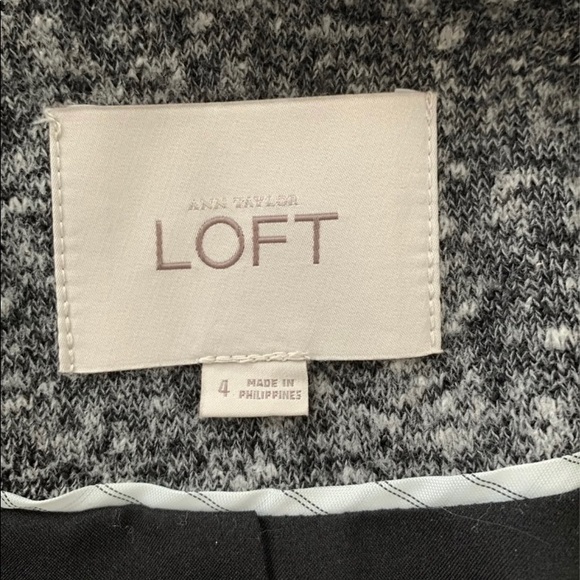 ANN TAYLOR
LOFT
4 MADE IN
PHILIPPINES